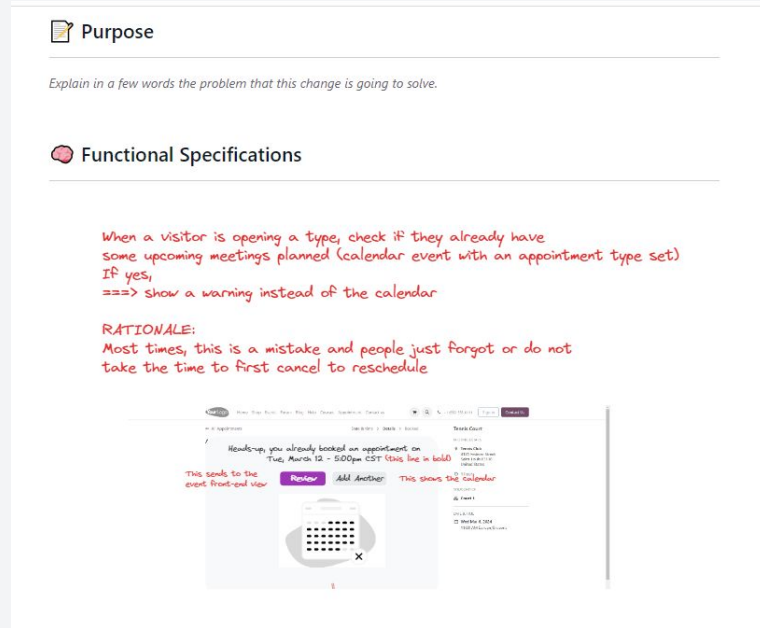 Purpose
Explain in a few words the problem that this change is going to solve.
Functional Specifications
When a visitor is opening a type, check if they already have
some upcoming meetings planned (calendar event with an appointment type set)
If yes,
===> show a warning instead of the calendar
RATIONALE:
Most times, this is a mistake and people just forgot or do not
take the time to first cancel to reschedule
Tennis Court
Heads-up, you already booked an appointment on
Tue, March 12 - 5:00pm CST (this line in bold)
This sends to the
event front-end view
Review
Add Another
This shows the calendar